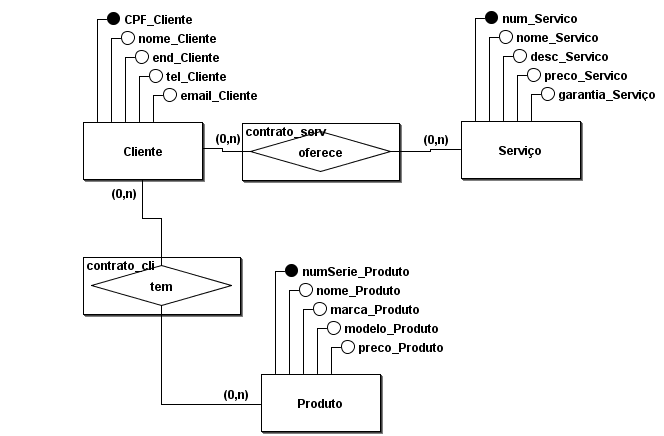 CPF_Cliente
nome_Cliente
end_Cliente
tel_Cliente
email_Cliente
num_Servico
nome_Servico
desc_Servico
preco_Servico
garantia_Serviço
Cliente
(0,n)
contrato_serv
oferece
(0,n)
Serviço
(0,n)
contrato_cli
tem
numSerie_Produto
nome_Produto
marca_Produto
modelo_Produto
preco_Produto
(0,n)
Produto